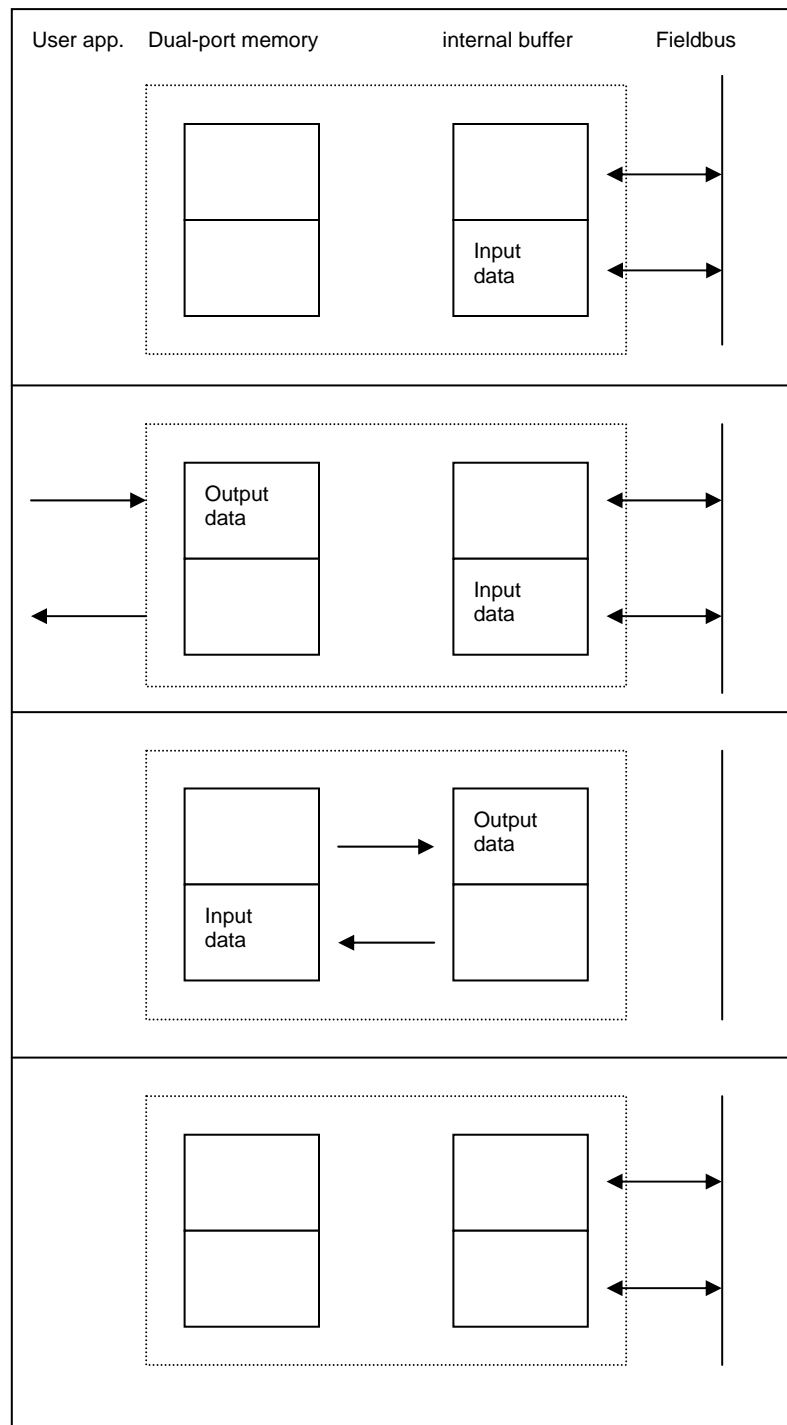 User app. Dual-port memory internal buffer Fieldbus
Input
data
Output
data
Input
data
Output
data
Input
data